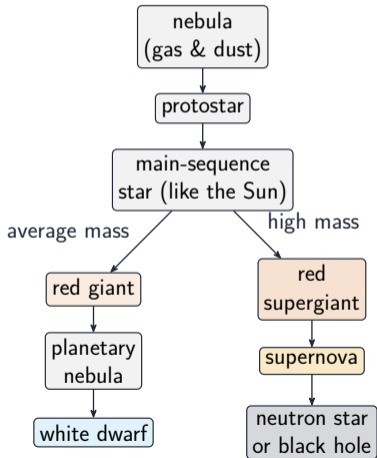 nebula
(gas & dust)
protostar
main-sequence
star (like the Sun)
average mass
high mass
red giant
red
supergiant
planetary
nebula
supernova
white dwarf
neutron star
or black hole